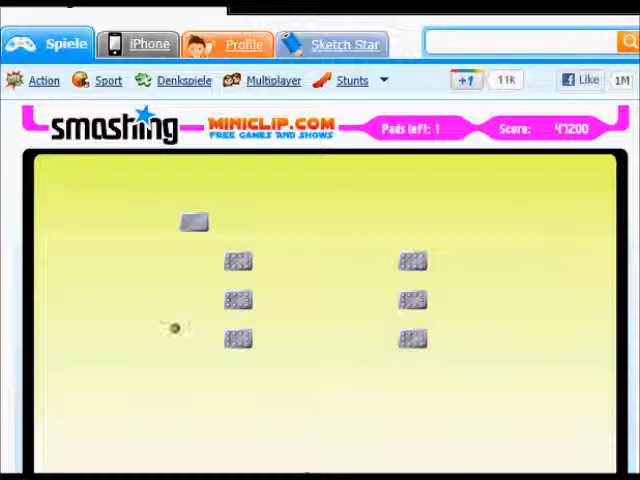 Spiele iPhone Profile Sketch Star
Action Sport Denkspiele Multiplayer Stunts +1 11k Like 1M
smashing MINICLIP.COM Pads left: 1 Score: 47200
FREE GAMES AND SHOWS